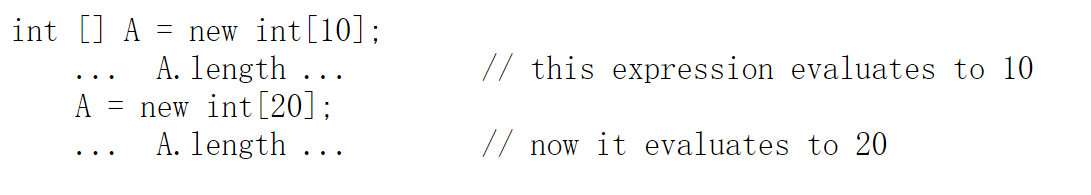 int [] A = new int[10];
... A.length ... // this expression evaluates to 10
A = new int[20];
... A.length ... // now it evaluates to 20